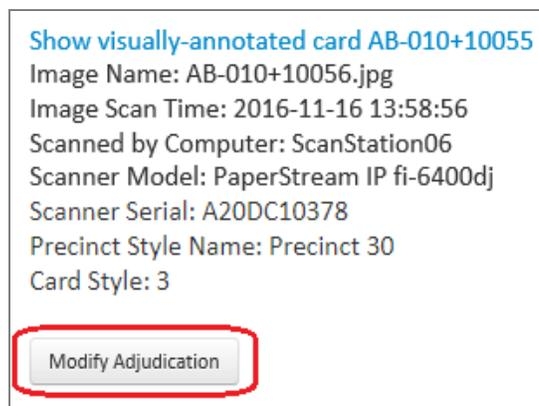 Show visually-annotated card AB-010+10055
Image Name: AB-010+10056.jpg
Image Scan Time: 2016-11-16 13:58:56
Scanned by Computer: ScanStation06
Scanner Model: PaperStream IP fi-6400dj
Scanner Serial: A20DC10378
Precinct Style Name: Precinct 30
Card Style: 3
Modify Adjudication